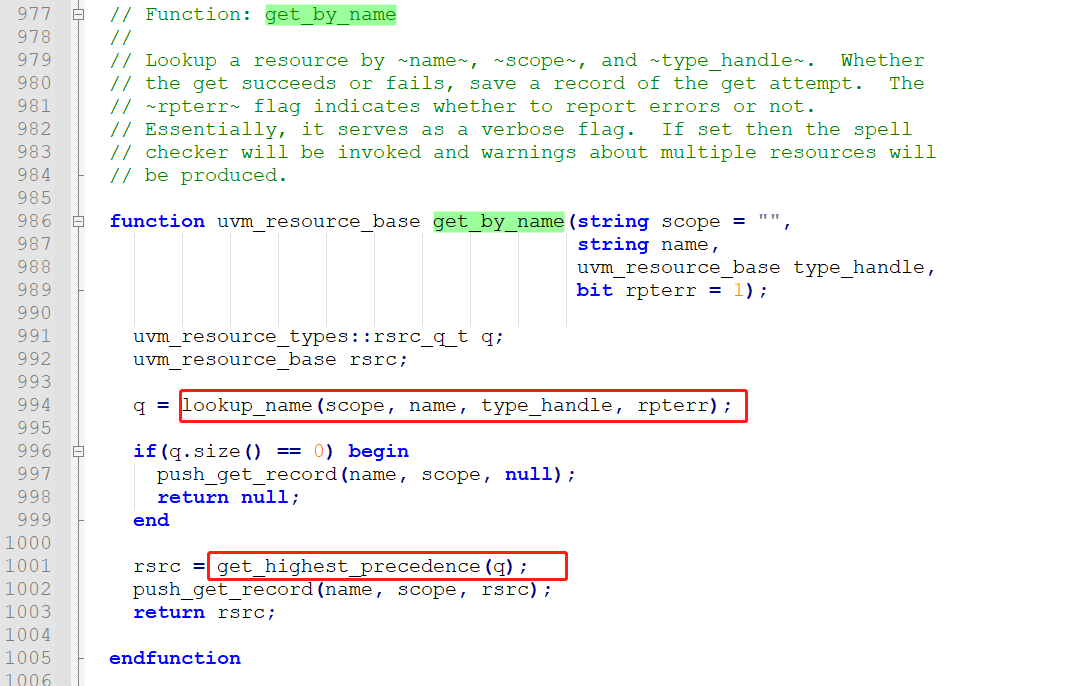 977 // Function: get_by_name
978 //
979 // Lookup a resource by ~name~, ~scope~, and ~type_handle~.  Whether
980 // the get succeeds or fails, save a record of the get attempt.  The
981 // ~rpterr~ flag indicates whether to report errors or not.
982 // Essentially, it serves as a verbose flag.  If set then the spell
983 // checker will be invoked and warnings about multiple resources will
984 // be produced.
985
986 function uvm_resource_base get_by_name(string scope = "",
987 string name,
988 uvm_resource_base type_handle,
989 bit rpterr = 1);
990
991 uvm_resource_types::rsrc_q_t q;
992 uvm_resource_base rsrc;
993
994 q = lookup_name(scope, name, type_handle, rpterr);
995
996 if(q.size() == 0) begin
997 push_get_record(name, scope, null);
998 return null;
999 end
1000
1001 rsrc = get_highest_precedence(q);
1002 push_get_record(name, scope, rsrc);
1003 return rsrc;
1004
1005 endfunction
1006